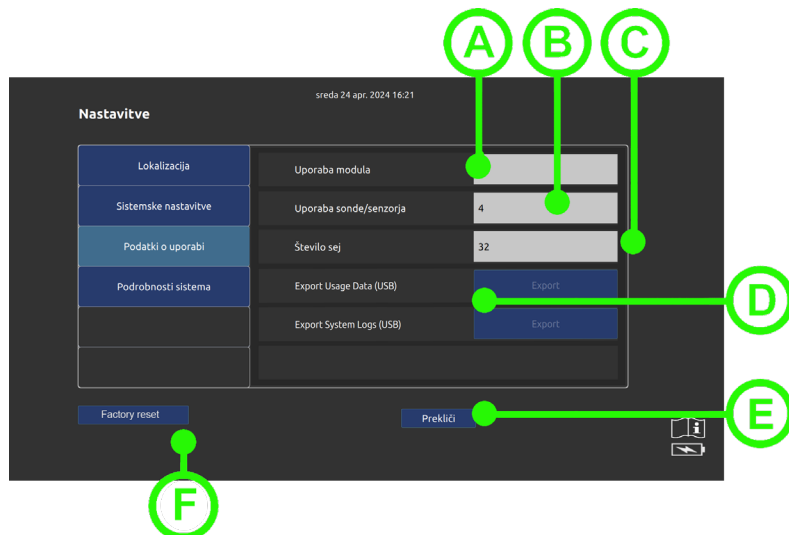 A B C
sreda 24 apr. 2024 16:21
Nastavitve
Lokalizacija
Uporaba modula
Sistemske nastavitve
Uporaba sonde/senzorja
4
Podatki o uporabi
Število sej
32
Podrobnosti sistema
Export Usage Data (USB)
Export
D
Export System Logs (USB)
Export
Factory reset
Prekliči
E
i
F